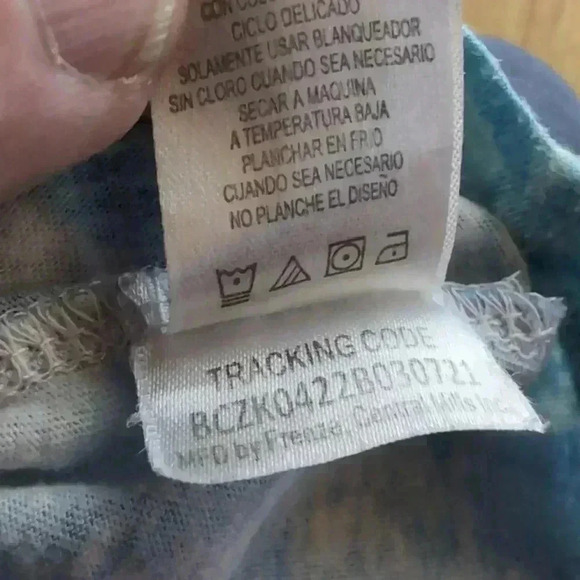 CICLO DELICADO
SOLAMENTE USAR BLANQUEADOR
SIN CLORO CUANDO SEA NECESARIO
SECAR A MAQUINA
A TEMPERATURA BAJA
PLANCHAR EN FRIO
CUANDO SEA NECESARIO
NO PLANCHE EL DISEÑO
TRACKING CODE
BCZK0422B030721
MFD by Freeze, Central Mills Inc.